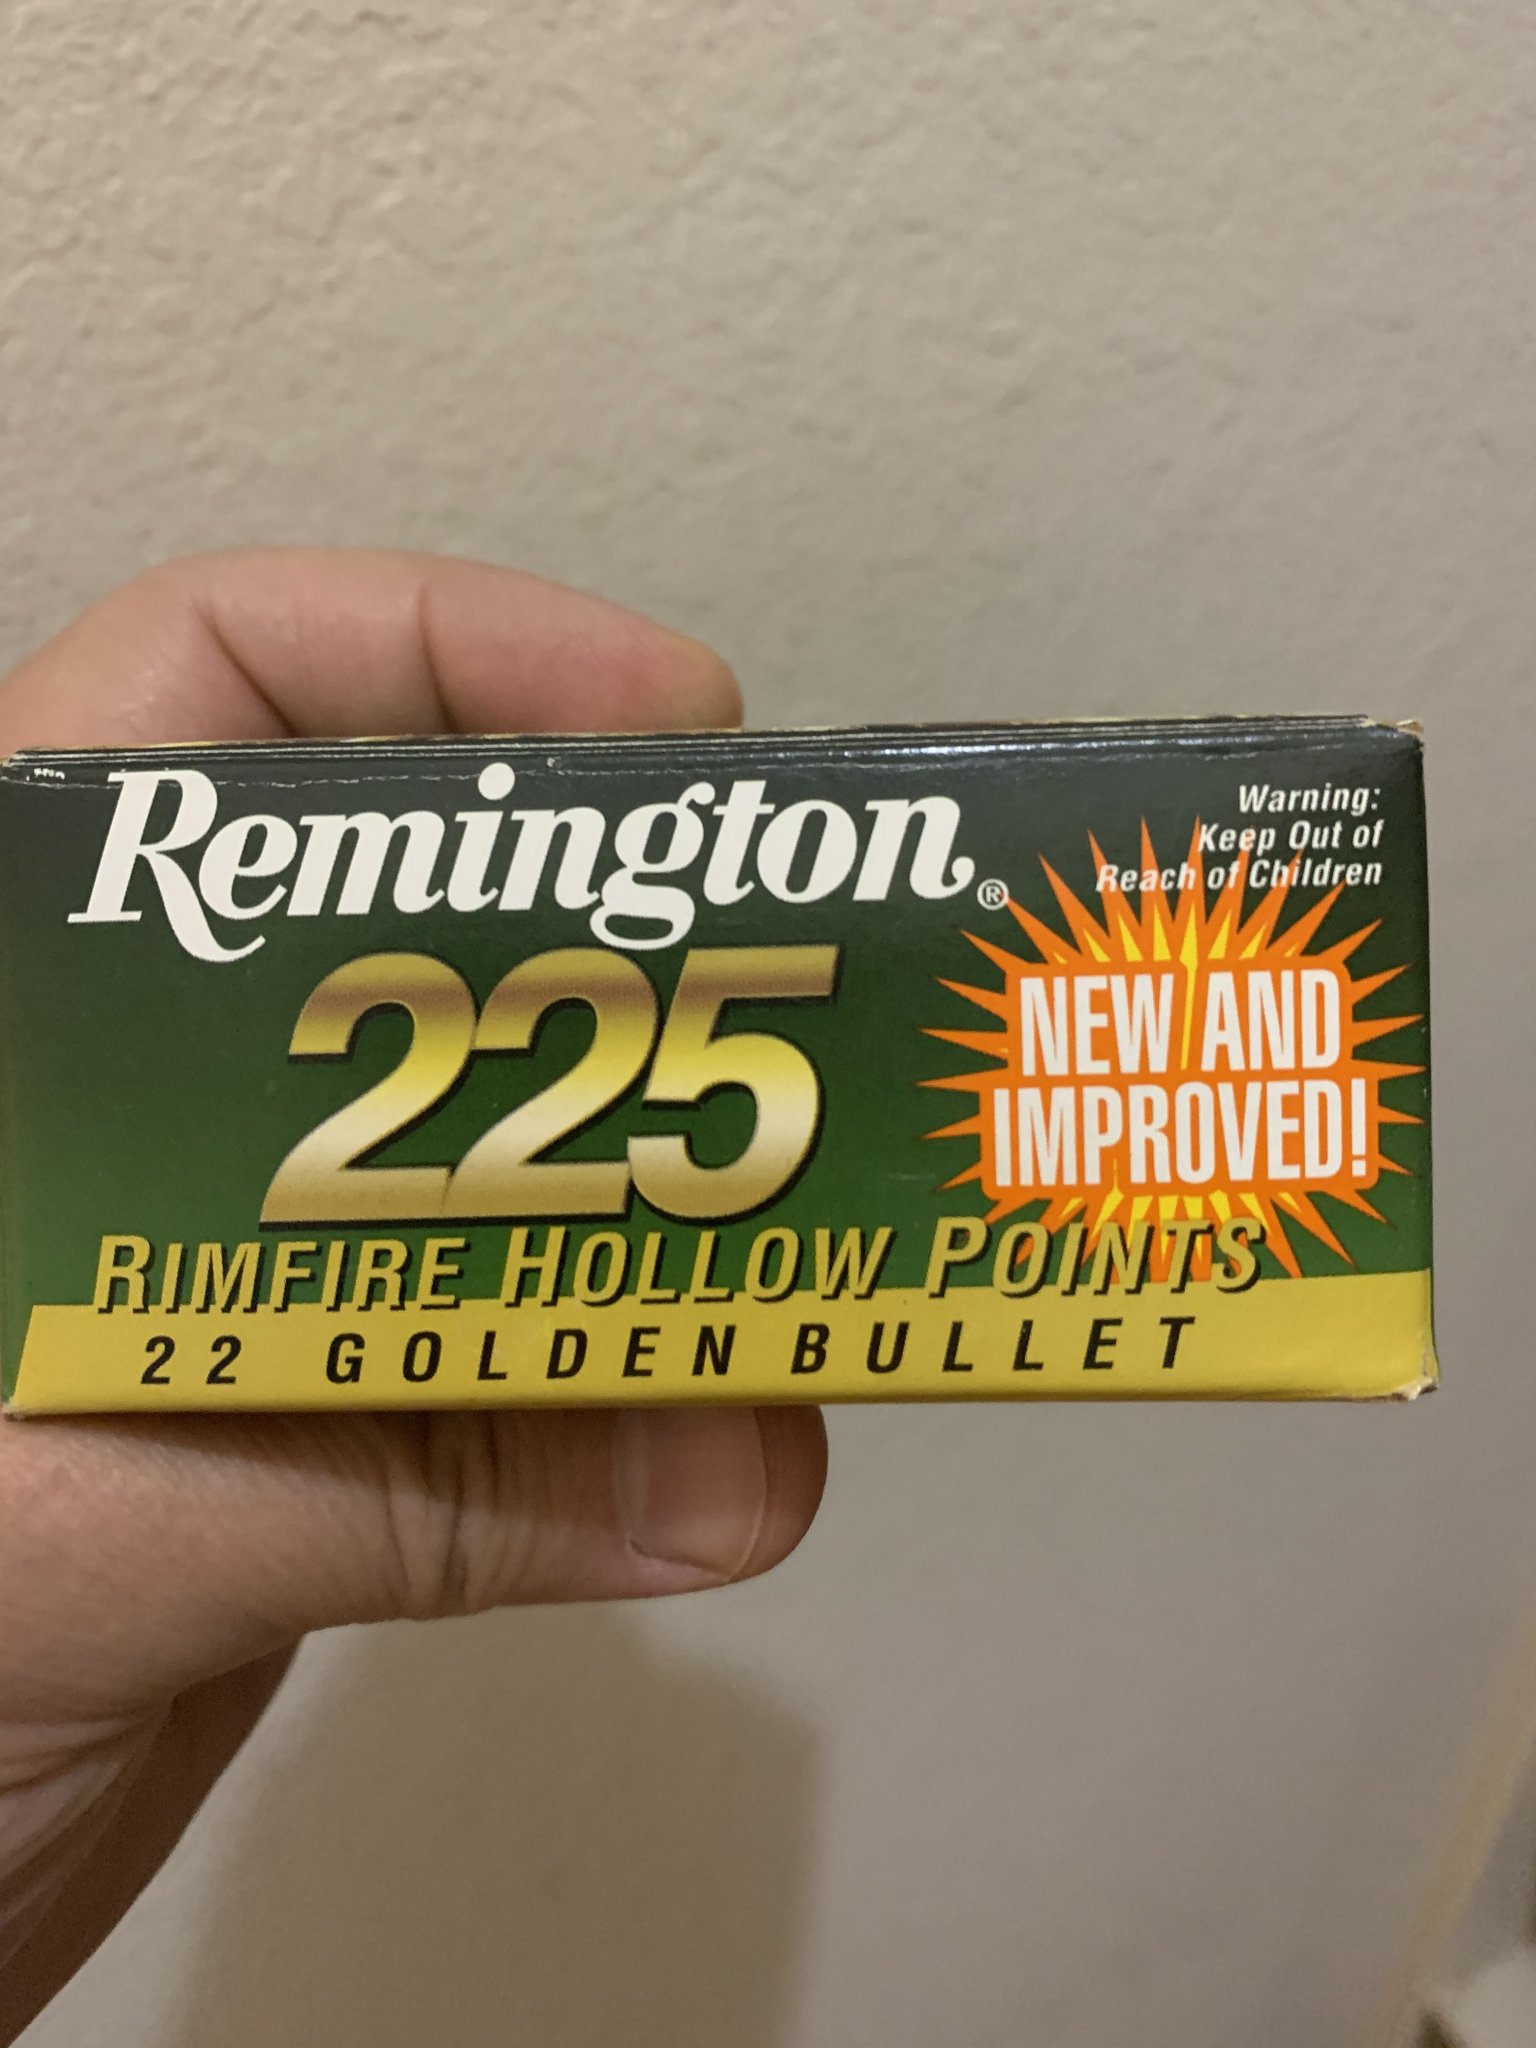 Remington®
Warning:
Keep Out of
Reach of Children
225
NEW AND
IMPROVED!
RIMFIRE HOLLOW POINTS
22 GOLDEN BULLET